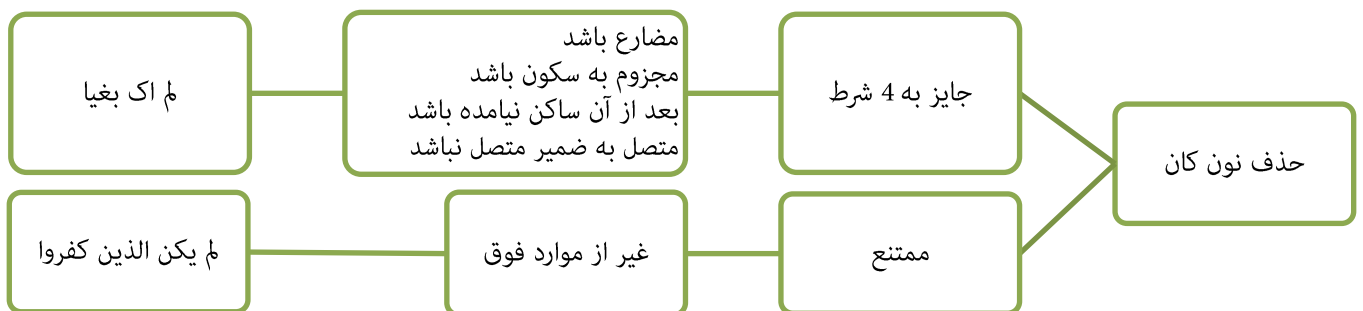 حذف نون کان
جایز به 4 شرط
مضارع باشد
مجزوم به سکون باشد
بعد از آن ساکن نیامده باشد
متصل به ضمیر متصل نباشد
لم اک بغیا
ممتنع
غیر از موارد فوق
لم یکن الذین کفروا